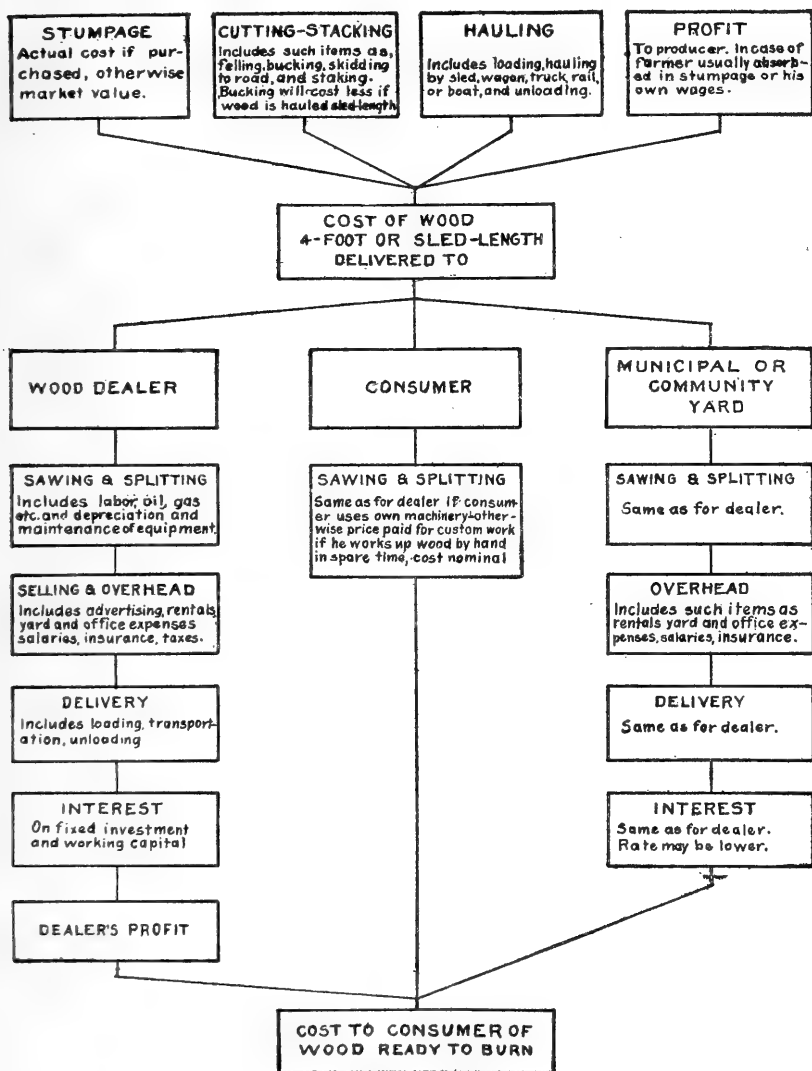 STUMPAGE
Actual cost if pur-
chased, otherwise
market value.
CUTTING-STACKING
Includes such items as,
felling, bucking, skidding
to road, and staking.
Bucking will cost less if
wood is hauled sled-length
HAULING
Includes loading, hauling
by sled, wagon, truck, rail,
or boat, and unloading.
PROFIT
To producer. In case of
farmer usually absorb-
ed in stumpage or his
own wages.
COST OF WOOD
4-FOOT OR SLED-LENGTH
DELIVERED TO
WOOD DEALER
SAWING & SPLITTING
Includes labor, oil, gas
etc. and depreciation and
maintenance of equipment.
SELLING & OVERHEAD
Includes advertising, rentals
yard and office expenses
salaries, insurance, taxes.
DELIVERY
Includes loading, transport-
ation, unloading
INTEREST
On fixed investment
and working capital
DEALER'S PROFIT
CONSUMER
SAWING & SPLITTING
Same as for dealer if consum-
er uses own machinery-other-
wise price paid for custom work
if he works up wood by hand
in spare time, cost nominal
MUNICIPAL OR
COMMUNITY
YARD
SAWING & SPLITTING
Same as for dealer.
OVERHEAD
Includes such items as
rentals yard and office ex-
penses, salaries, insurance.
DELIVERY
Same as for dealer.
INTEREST
Same as for dealer.
Rate may be lower.
COST TO CONSUMER OF
WOOD READY TO BURN